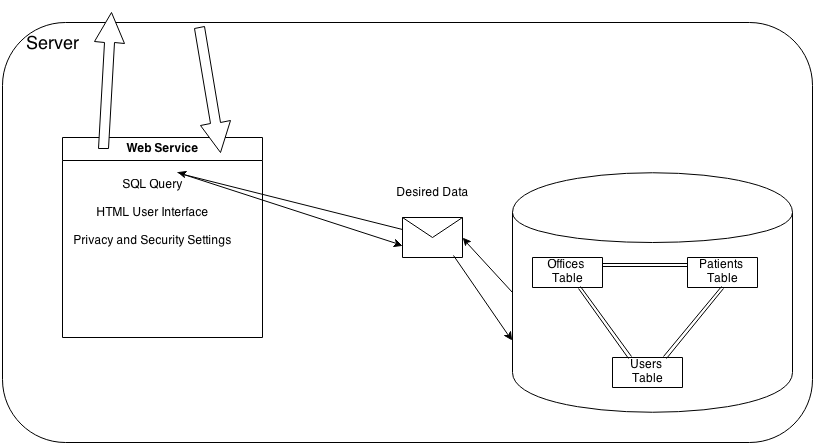 Server
Web Service
SQL Query
HTML User Interface
Privacy and Security Settings
Desired Data
Offices
Table
Patients
Table
Users
Table